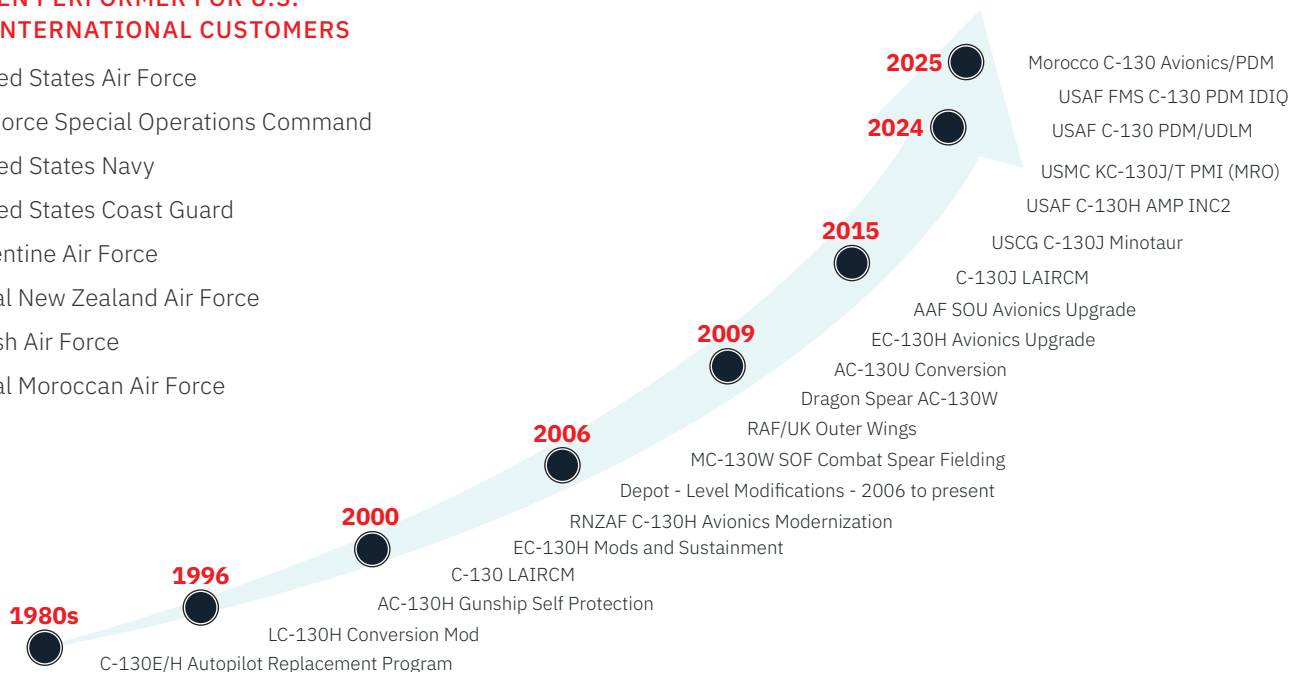 EN PERFORMER FOR U.S.
NTERNATIONAL CUSTOMERS
ed States Air Force
orce Special Operations Command
ed States Navy
ed States Coast Guard
entine Air Force
al New Zealand Air Force
sh Air Force
al Moroccan Air Force
2025
Morocco C-130 Avionics/PDM
USAF FMS C-130 PDM IDIQ
2024
USAF C-130 PDM/UDLM
USMC KC-130J/T PMI (MRO)
USAF C-130H AMP INC2
2015
USCG C-130J Minotaur
C-130J LAIRCM
AAF SOU Avionics Upgrade
2009
EC-130H Avionics Upgrade
AC-130U Conversion
Dragon Spear AC-130W
RAF/UK Outer Wings
2006
MC-130W SOF Combat Spear Fielding
Depot - Level Modifications - 2006 to present
2000
RNZAF C-130H Avionics Modernization
EC-130H Mods and Sustainment
1996
C-130 LAIRCM
AC-130H Gunship Self Protection
1980s
LC-130H Conversion Mod
C-130E/H Autopilot Replacement Program